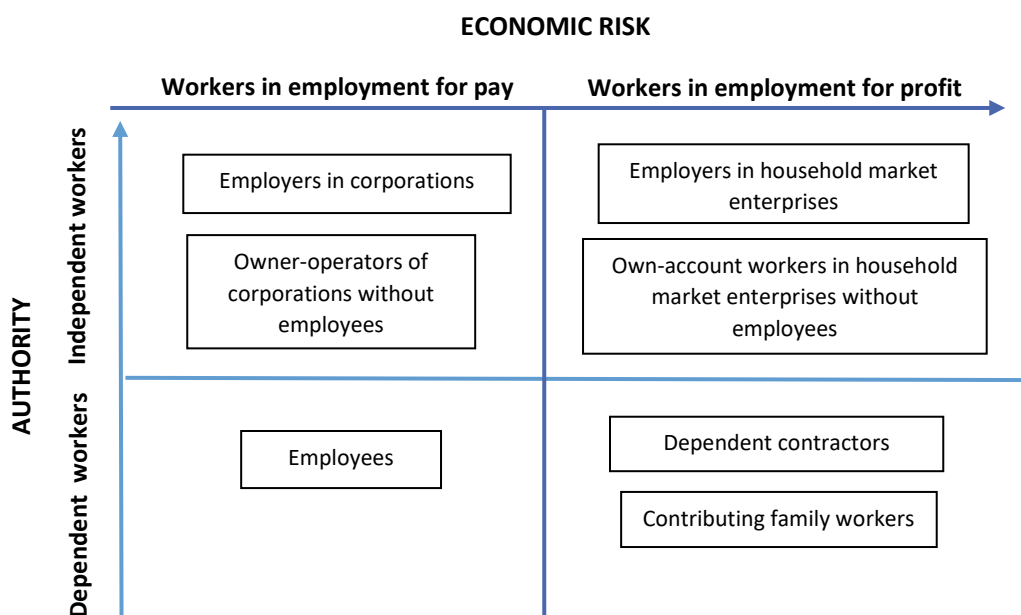 ECONOMIC RISK
Workers in employment for pay
Workers in employment for profit
AUTHORITY
Independent workers
Employers in corporations
Employers in household market
enterprises
Owner-operators of
corporations without
employees
Own-account workers in household
market enterprises without
employees
Dependent workers
Employees
Dependent contractors
Contributing family workers